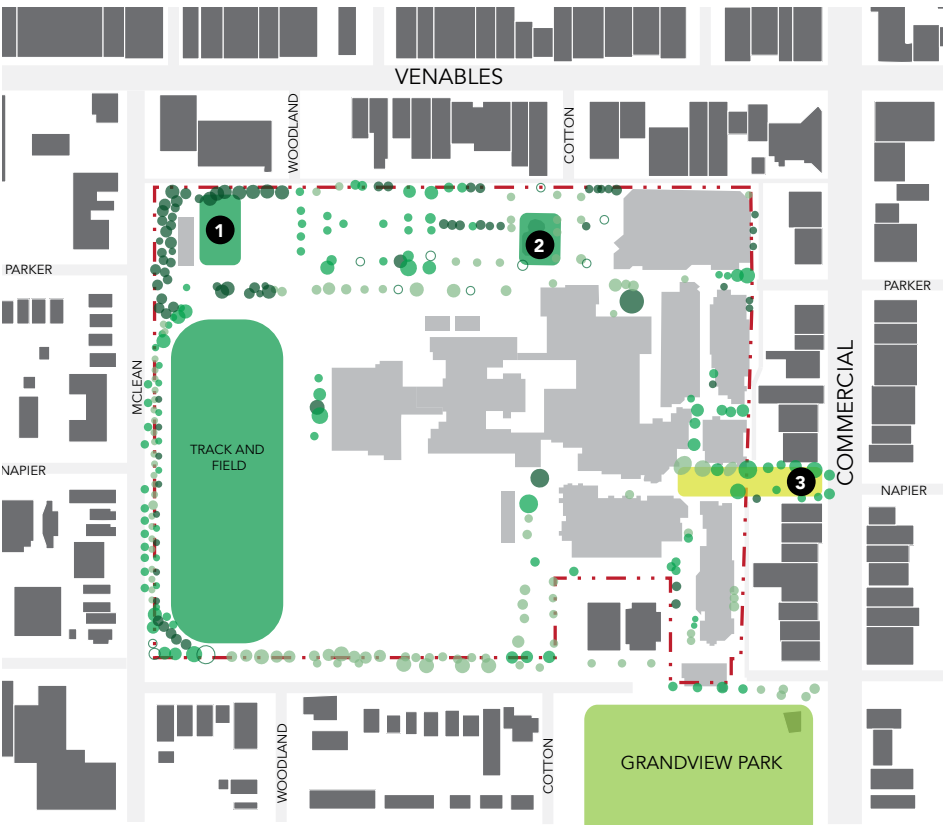 VENABLES
WOODLAND
COTTON
1
2
PARKER
PARKER
MCLEAN
COMMERCIAL
TRACK AND
FIELD
NAPIER
3
NAPIER
WOODLAND
COTTON
GRANDVIEW PARK